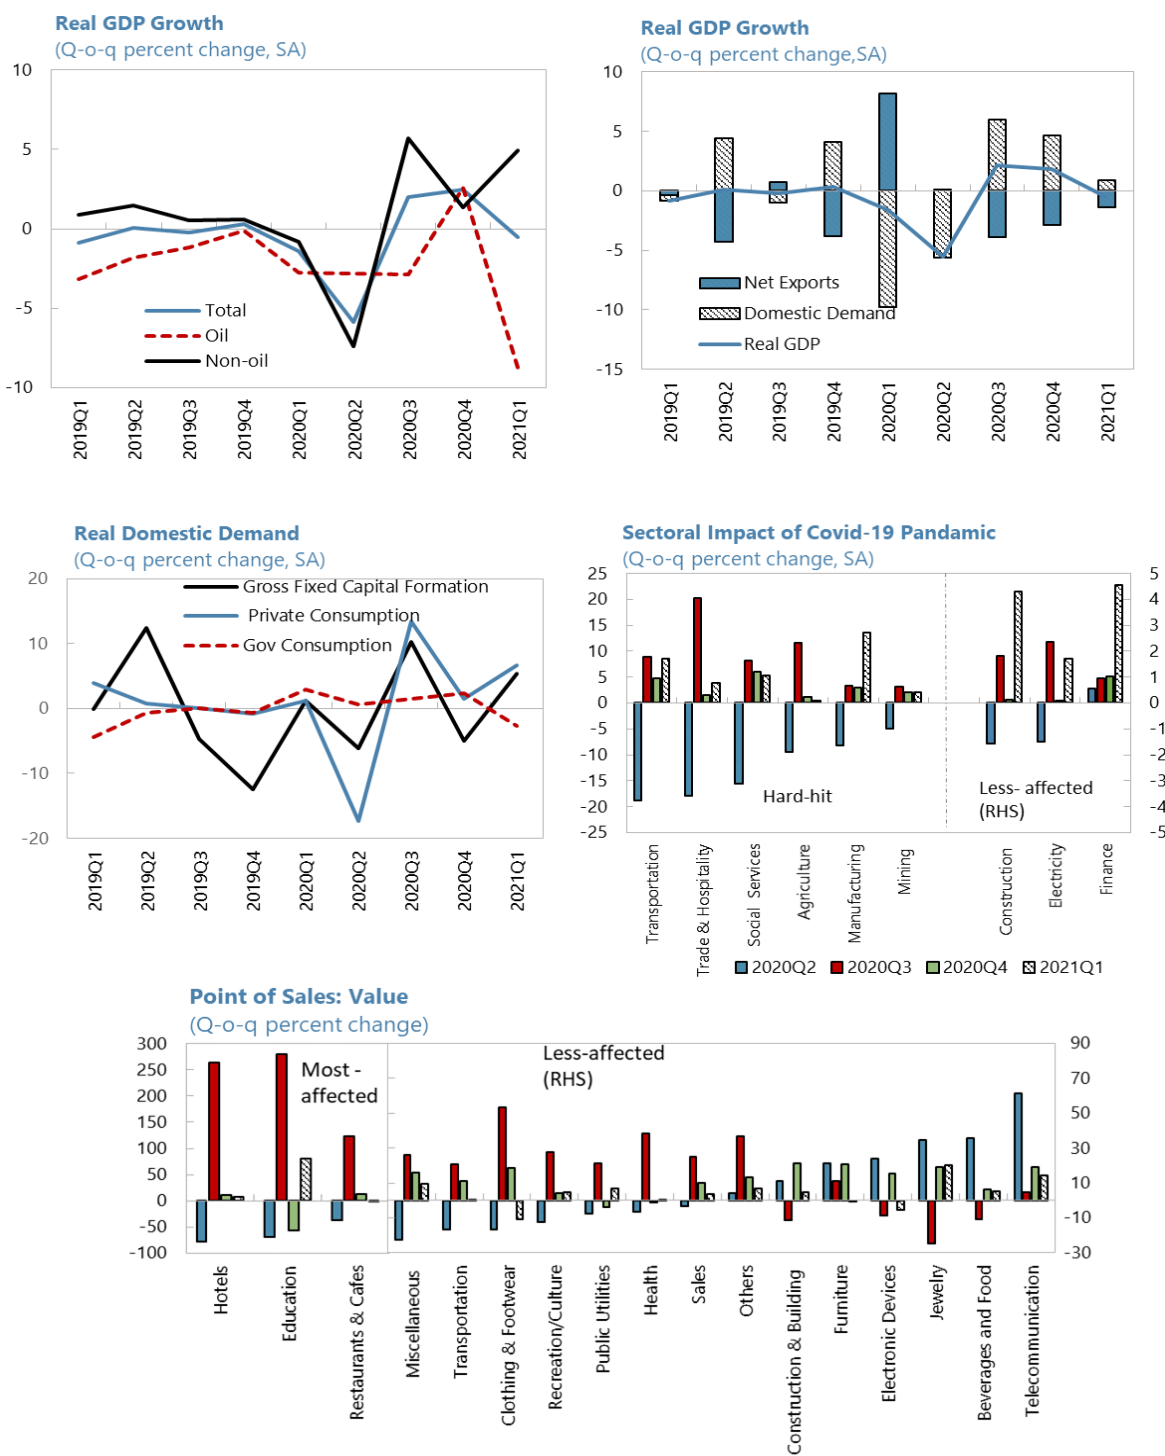 Real GDP Growth
(Q-o-q percent change, SA)
10
5
0
-5
-10
Total
Oil
Non-oil
2019Q1
2019Q2
2019Q3
2019Q4
2020Q1
2020Q2
2020Q3
2020Q4
2021Q1
Real GDP Growth
(Q-o-q percent change,SA)
10
5
0
-5
-10
-15
Net Exports
Domestic Demand
Real GDP
2019Q1
2019Q2
2019Q3
2019Q4
2020Q1
2020Q2
2020Q3
2020Q4
2021Q1
Real Domestic Demand
(Q-o-q percent change, SA)
20
10
0
-10
-20
Gross Fixed Capital Formation
Private Consumption
Gov Consumption
2019Q1
2019Q2
2019Q3
2019Q4
2020Q1
2020Q2
2020Q3
2020Q4
2021Q1
Sectoral Impact of Covid-19 Pandamic
(Q-o-q percent change, SA)
25
20
15
10
5
0
-5
-10
-15
-20
-25
5
4
3
2
1
0
-1
-2
-3
-4
-5
Hard-hit
Less- affected
(RHS)
Transportation
Trade & Hospitality
Social Services
Agriculture
Manufacturing
Mining
Construction
Electricity
Finance
2020Q2
2020Q3
2020Q4
2021Q1
Point of Sales: Value
(Q-o-q percent change)
300
250
200
150
100
50
0
-50
-100
90
70
50
30
10
-10
-30
Most -
affected
Less-affected
(RHS)
Hotels
Education
Restaurants & Cafes
Miscellaneous
Transportation
Clothing & Footwear
Recreation/Culture
Public Utilities
Health
Sales
Others
Construction & Building
Furniture
Electronic Devices
Jewelry
Beverages and Food
Telecommunication